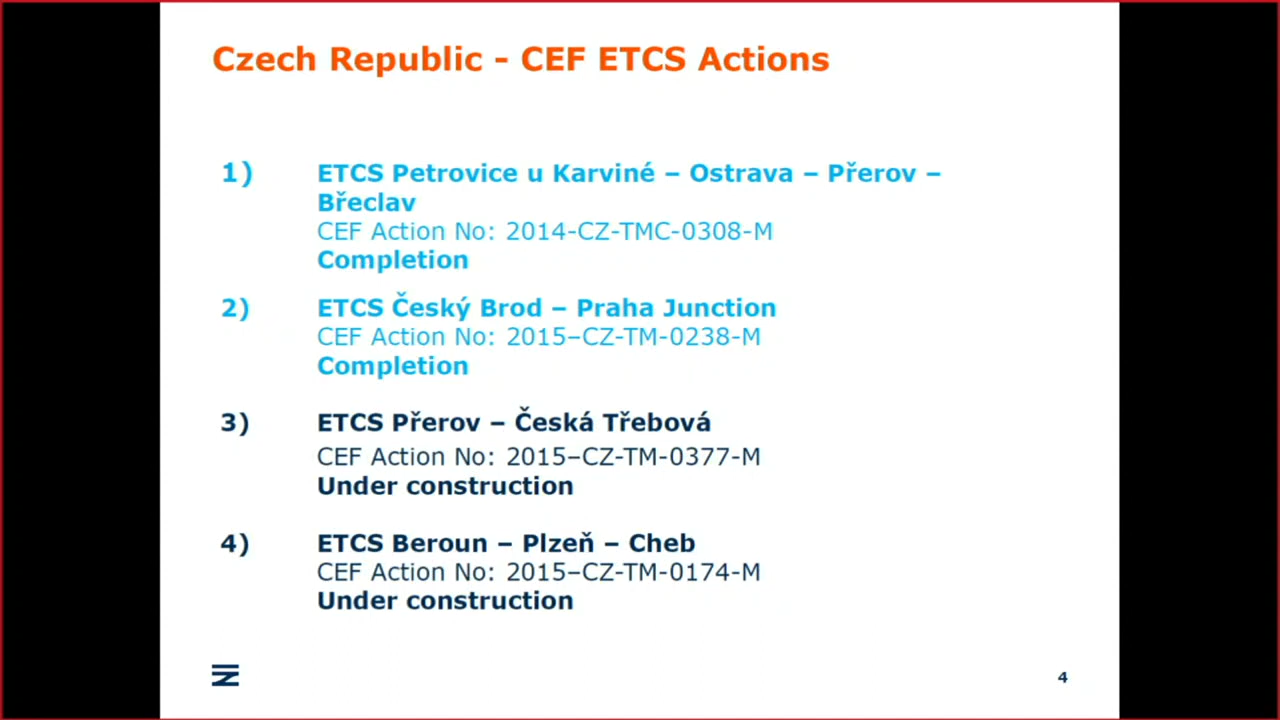 Czech Republic - CEF ETCS Actions
1) ETCS Petrovice u Karviné – Ostrava – Přerov –
Břeclav
CEF Action No: 2014-CZ-TMC-0308-M
Completion
2) ETCS Český Brod – Praha Junction
CEF Action No: 2015–CZ-TM-0238-M
Completion
3) ETCS Přerov – Česká Třebová
CEF Action No: 2015–CZ-TM-0377-M
Under construction
4) ETCS Beroun – Plzeň – Cheb
CEF Action No: 2015–CZ-TM-0174-M
Under construction
4